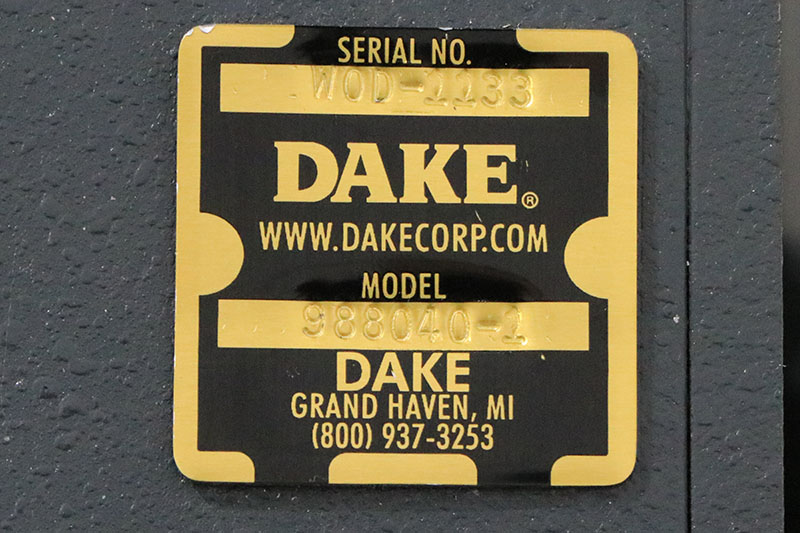 SERIAL NO.
WOD-1133
DAKE®
WWW.DAKECORP.COM
MODEL
988040-1
DAKE
GRAND HAVEN, MI
(800) 937-3253